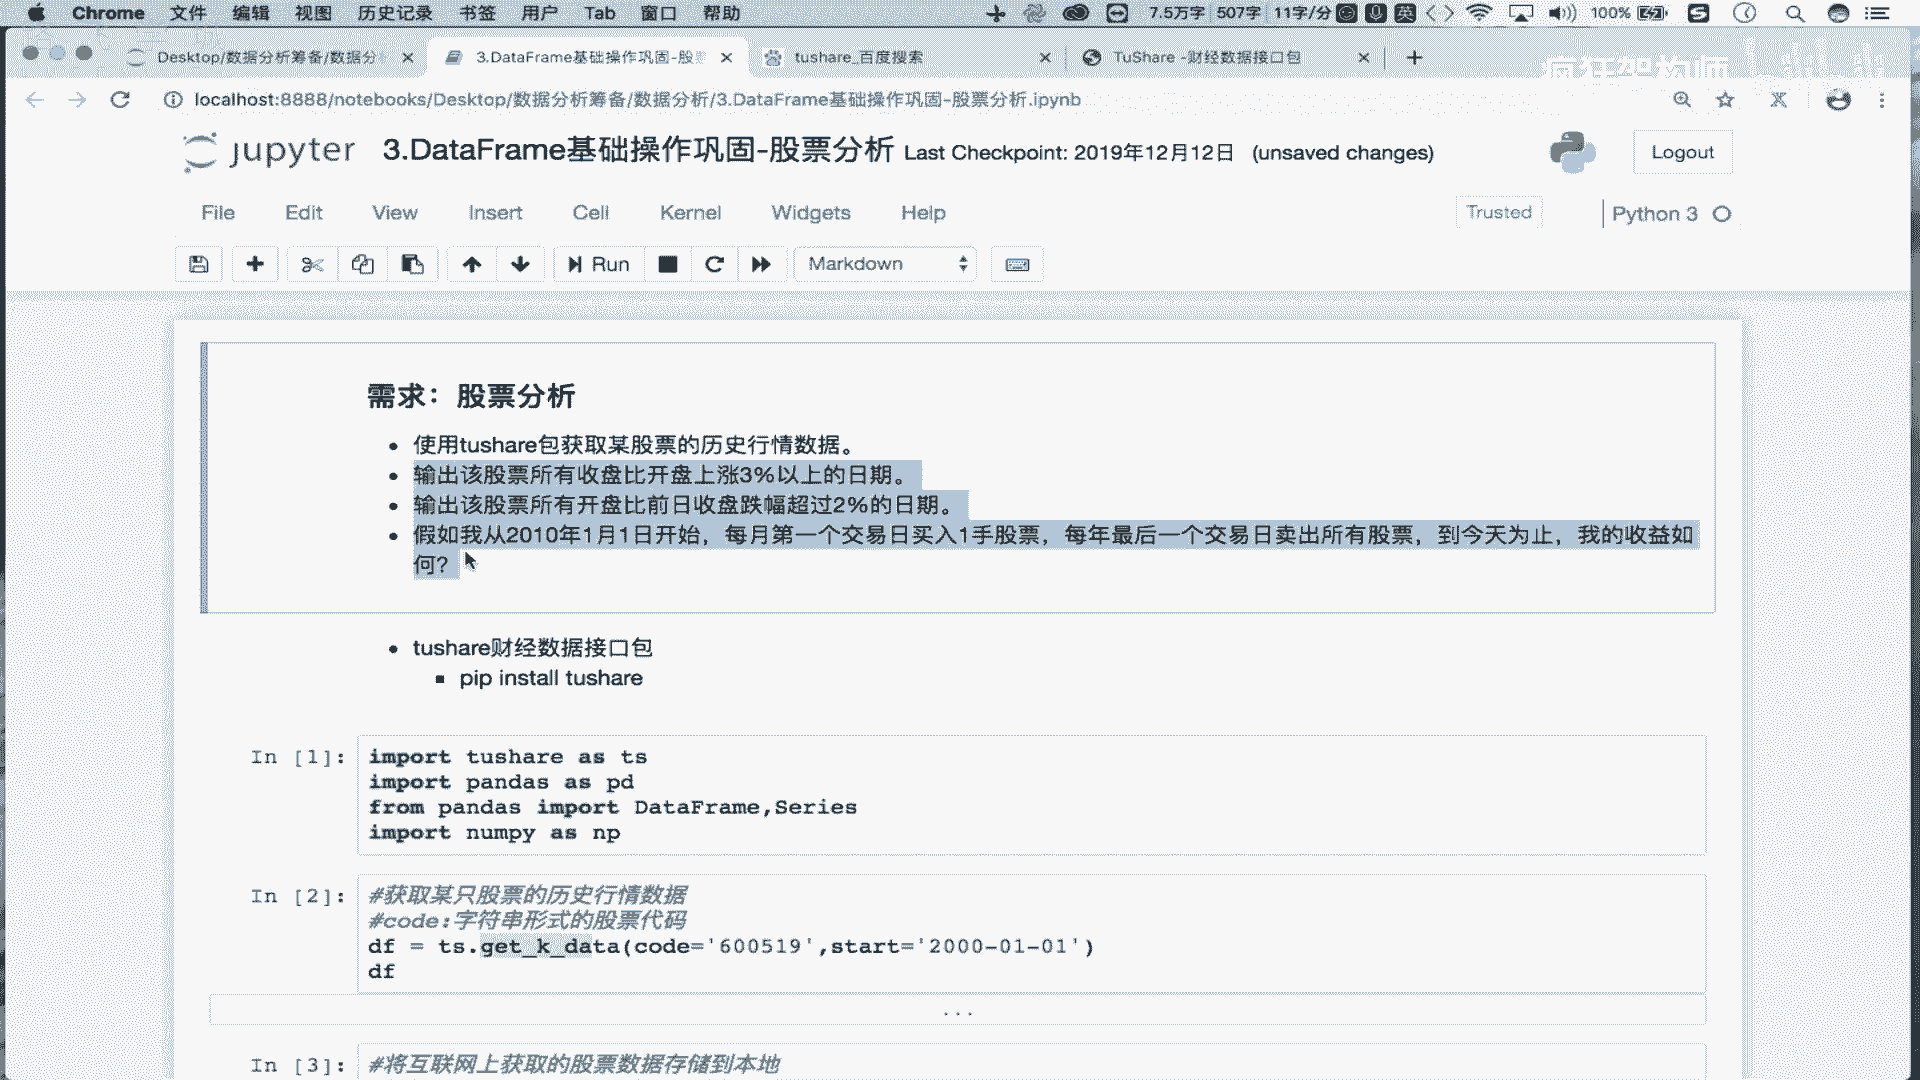 Chrome 文件 编辑 视图 历史记录 书签 用户 Tab 窗口 帮助 7.5万字 507字 11字/分 英 100%
Desktop/数据分析筹备/数据分
3.DataFrame基础操作巩固-股
tushare_百度搜索
TuShare -财经数据接口包
疯狂架构师
localhost:8888/notebooks/Desktop/数据分析筹备/数据分析/3.DataFrame基础操作巩固-股票分析.ipynb
jupyter 3.DataFrame基础操作巩固-股票分析 Last Checkpoint: 2019年12月12日 (unsaved changes)
Logout
File Edit View Insert Cell Kernel Widgets Help
Trusted Python 3
Run Markdown
需求：股票分析
使用tushare包获取某股票的历史行情数据。
输出该股票所有收盘比开盘上涨3%以上的日期。
输出该股票所有开盘比前日收盘跌幅超过2%的日期。
假如我从2010年1月1日开始，每月第一个交易日买入1手股票，每年最后一个交易日卖出所有股票，到今天为止，我的收益如
何？
tushare财经数据接口包
pip install tushare
In [1]:
import tushare as ts
import pandas as pd
from pandas import DataFrame,Series
import numpy as np
In [2]:
#获取某只股票的历史行情数据
#code:字符串形式的股票代码
df = ts.get_k_data(code='600519',start='2000-01-01')
df
...
In [3]:
#将互联网上获取的股票数据存储到本地